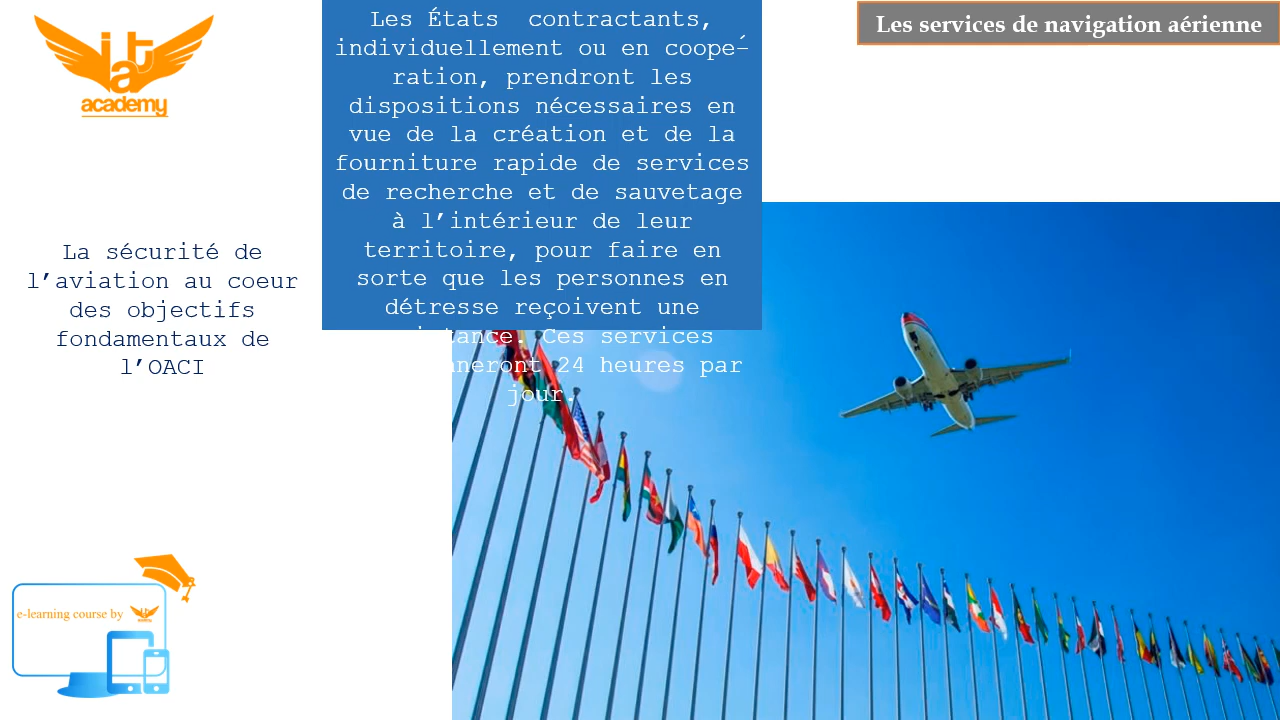 iat
academy
Les États contractants,
individuellement ou en coopé-
ration, prendront les
dispositions nécessaires en
vue de la création et de la
fourniture rapide de services
de recherche et de sauvetage
à l’intérieur de leur
territoire, pour faire en
sorte que les personnes en
détresse reçoivent une
Ces services
24 heures par
jour.
Les services de navigation aérienne
La sécurité de
l’aviation au coeur
des objectifs
fondamentaux de
l’OACI
e-learning course by